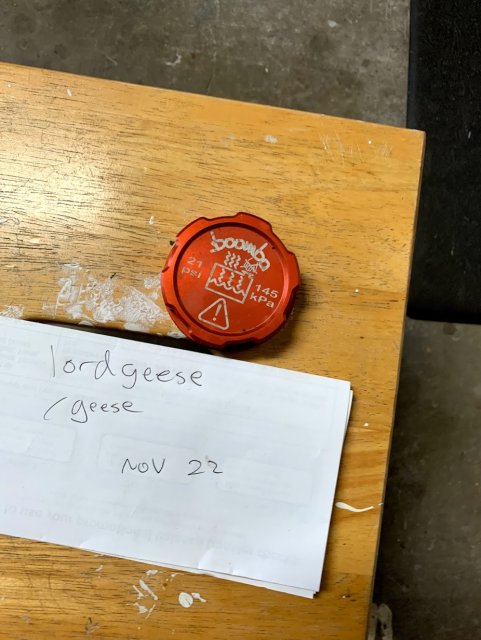 boomba
21
psi
145
kPa
lordgeese
/geese
NOV 22